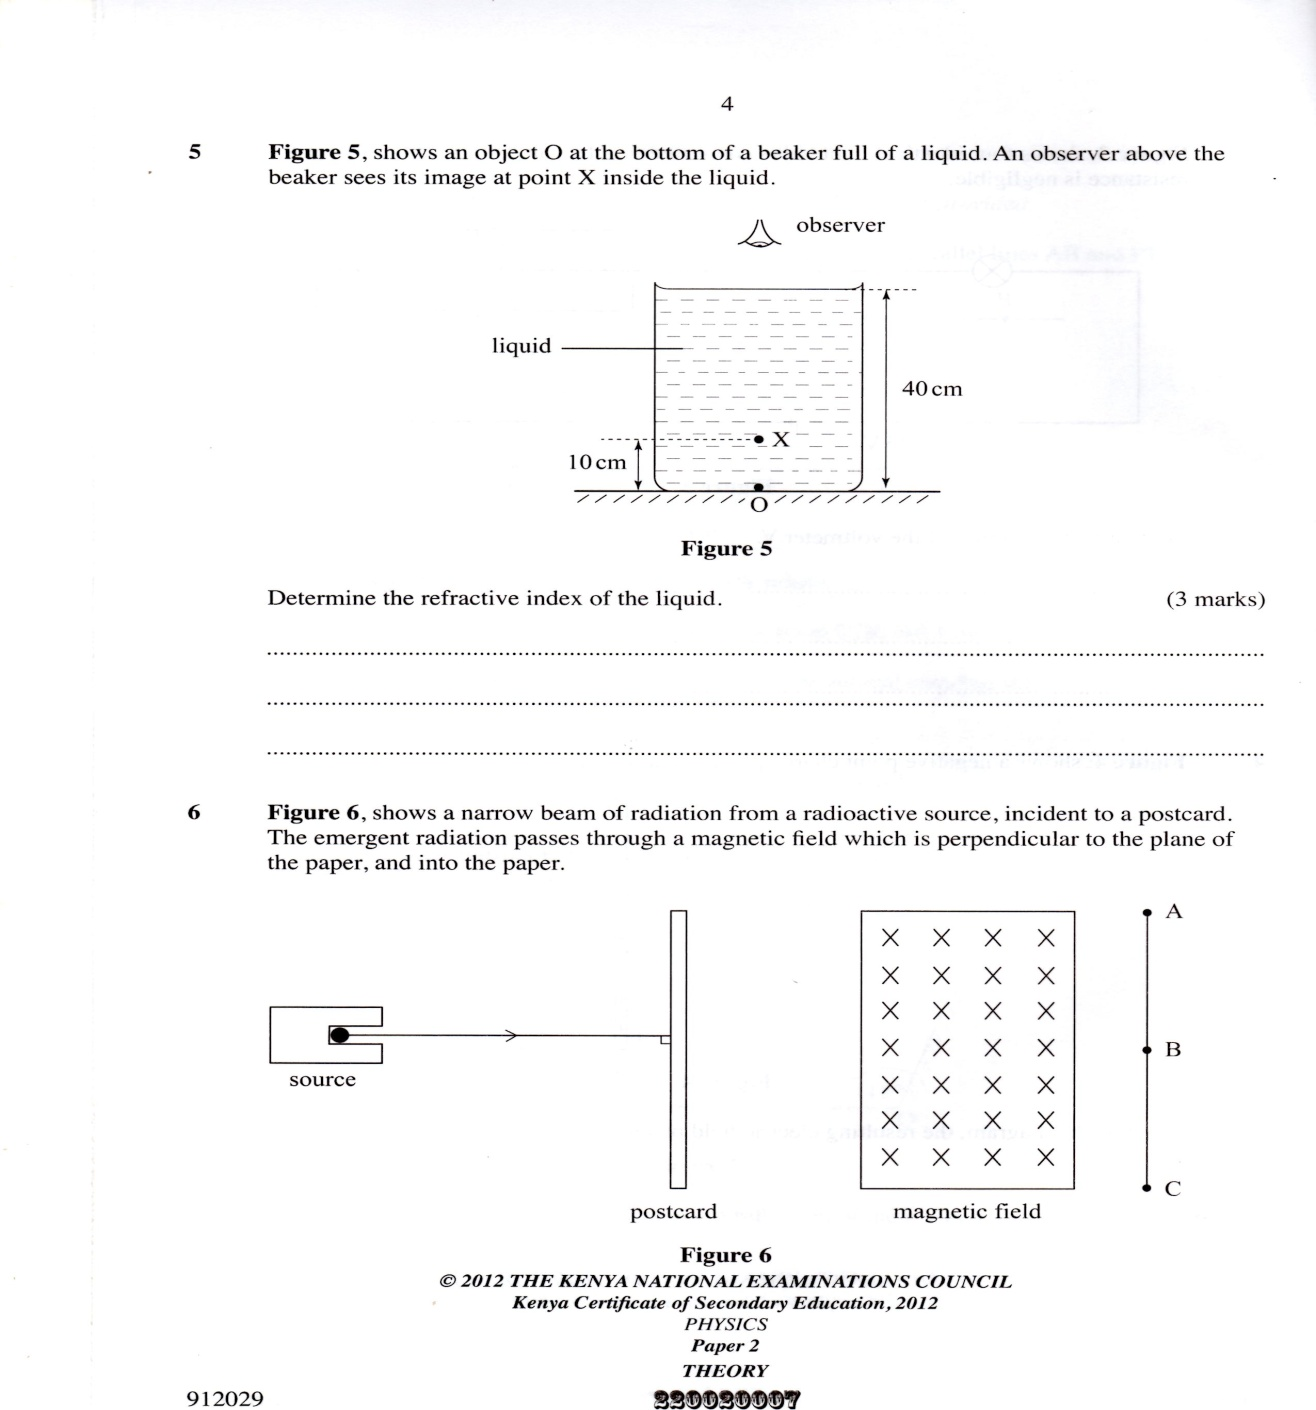 4
5 Figure 5, shows an object O at the bottom of a beaker full of a liquid. An observer above the
beaker sees its image at point X inside the liquid.
observer
liquid
40 cm
X
10 cm
O
Figure 5
Determine the refractive index of the liquid. (3 marks)
6 Figure 6, shows a narrow beam of radiation from a radioactive source, incident to a postcard.
The emergent radiation passes through a magnetic field which is perpendicular to the plane of
the paper, and into the paper.
A
B
source
C
postcard magnetic field
Figure 6
© 2012 THE KENYA NATIONAL EXAMINATIONS COUNCIL
Kenya Certificate of Secondary Education, 2012
PHYSICS
Paper 2
THEORY
912029 220020007